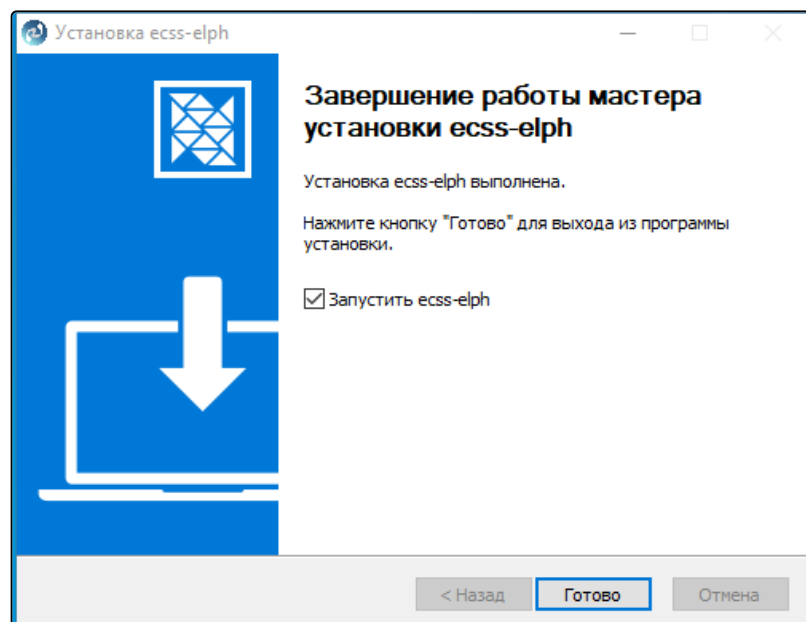 Установка ecss-elph
Завершение работы мастера
установки ecss-elph
Установка ecss-elph выполнена.
Нажмите кнопку "Готово" для выхода из программы
установки.
Запустить ecss-elph
< Назад
Готово
Отмена